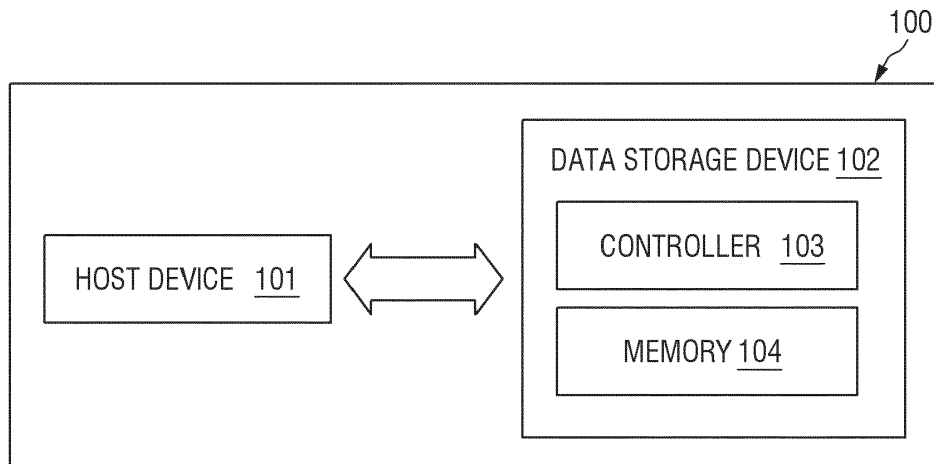 100
DATA STORAGE DEVICE 102
CONTROLLER 103
HOST DEVICE 101
MEMORY 104